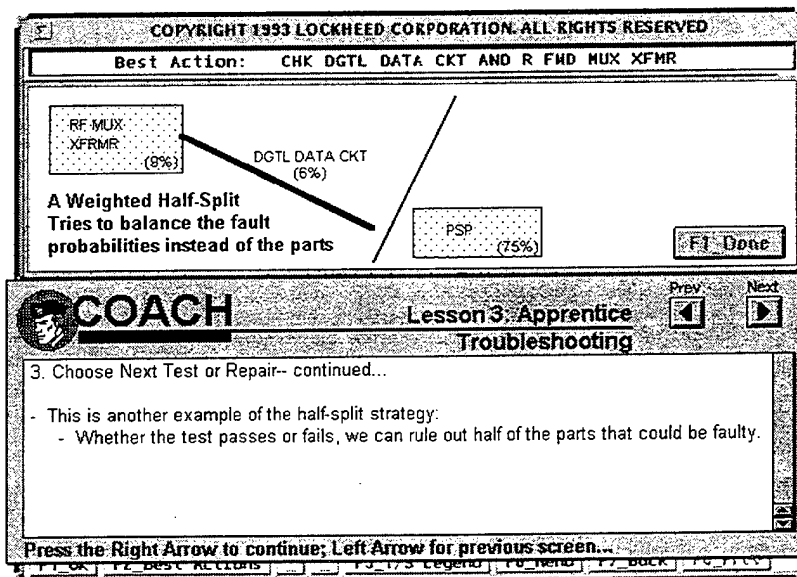 COPYRIGHT 1993 LOCKHEED CORPORATION. ALL RIGHTS RESERVED
Best Action: CHK DGTL DATA CKT AND R FWD MUX XFMR
RF MUX
XFRMR
(9%)
DGTL DATA CKT
(6%)
A Weighted Half-Split
Tries to balance the fault
probabilities instead of the parts
PSP
(75%)
F1 Done
COACH
Lesson 3: Apprentice
Troubleshooting
Prev
Next
3. Choose Next Test or Repair-- continued...
- This is another example of the half-split strategy:
- Whether the test passes or fails, we can rule out half of the parts that could be faulty.
Press the Right Arrow to continue; Left Arrow for previous screen...
F1_OK F2_Best Actions F5_T/S Legend F6_Menu F7_Back